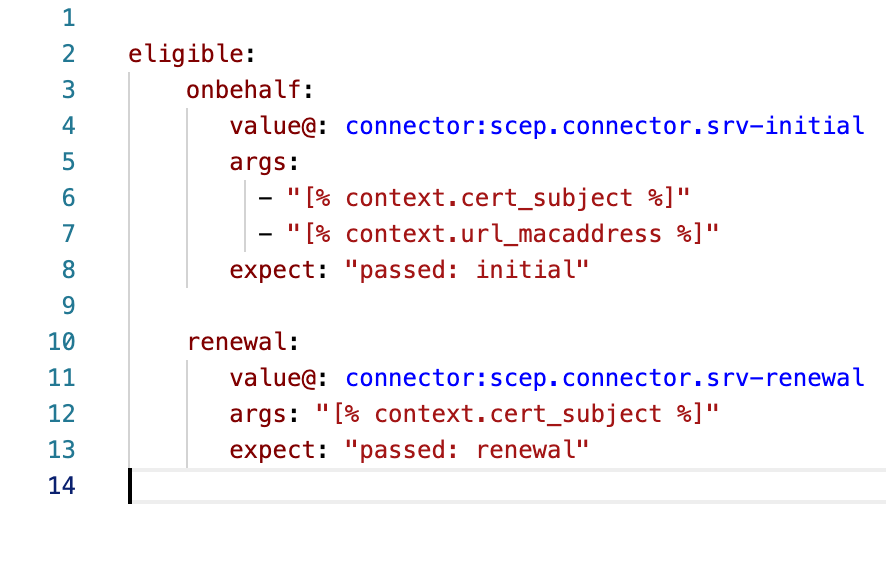 1
2 eligible:
3     onbehalf:
4        value@: connector:scep.connector.srv-initial
5        args:
6          - "[% context.cert_subject %]"
7          - "[% context.url_macaddress %]"
8        expect: "passed: initial"
9
10     renewal:
11        value@: connector:scep.connector.srv-renewal
12        args: "[% context.cert_subject %]"
13        expect: "passed: renewal"
14